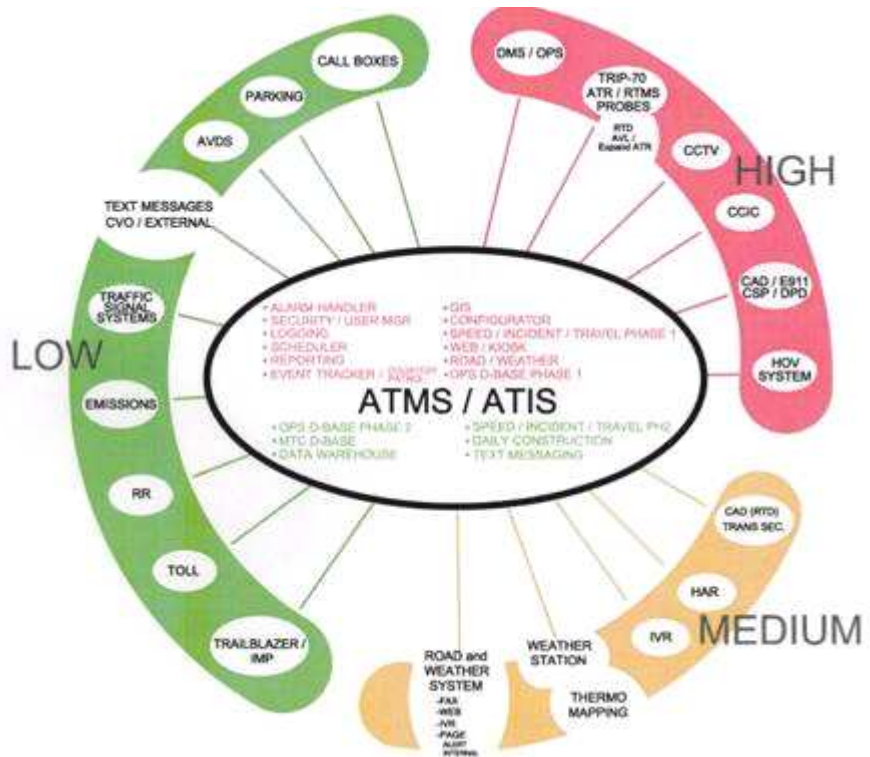 CALL BOXES
PARKING
AVDS
TEXT MESSAGES
CVO / EXTERNAL
TRAFFIC
SIGNAL
SYSTEMS
LOW
EMISSIONS
RR
TOLL
TRAILBLAZER /
IMP
DMS / OPS
TRIP-70
ATR / RTMS
PROBES
RTD
AVL /
Expand ATR
CCTV
HIGH
CCIC
CAD / E911
CSP / DPD
HOV
SYSTEM
• ALARM HANDLER
• SECURITY / USER MGR
• LOGGING
• SCHEDULER
• REPORTING
• EVENT TRACKER / COURTESY
PATROL
• GIS
• CONFIGURATOR
• SPEED / INCIDENT / TRAVEL PHASE 1
• WEB / KIOSK
• ROAD / WEATHER
• OPS D-BASE PHASE 1
ATMS / ATIS
• OPS D-BASE PHASE 2
• MTC D-BASE
• DATA WAREHOUSE
• SPEED / INCIDENT / TRAVEL PH2
• DAILY CONSTRUCTION
• TEXT MESSAGING
CAD (RTD)
TRANS SEC.
HAR
IVR
MEDIUM
WEATHER
STATION
THERMO
MAPPING
ROAD and
WEATHER
SYSTEM
-FAX
-WEB
-IVR
-PAGE
ALERT
INTERNAL